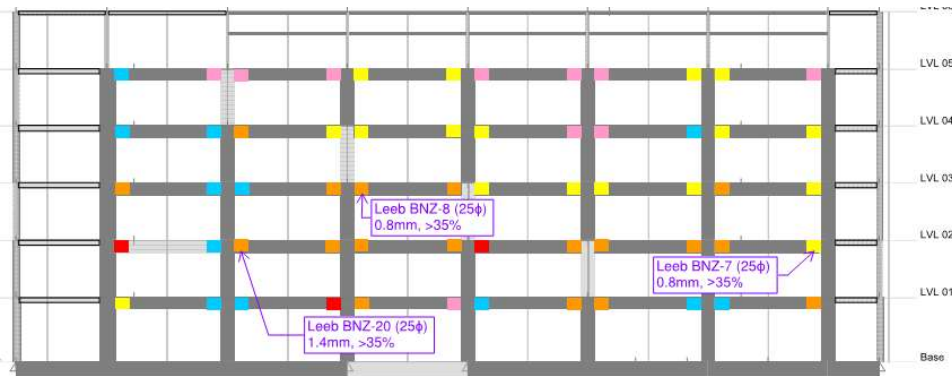 LVL 05
LVL 04
LVL 03
Leeb BNZ-8 (25ϕ)
0.8mm, >35%
LVL 02
Leeb BNZ-7 (25ϕ)
0.8mm, >35%
LVL 01
Leeb BNZ-20 (25ϕ)
1.4mm, >35%
Base